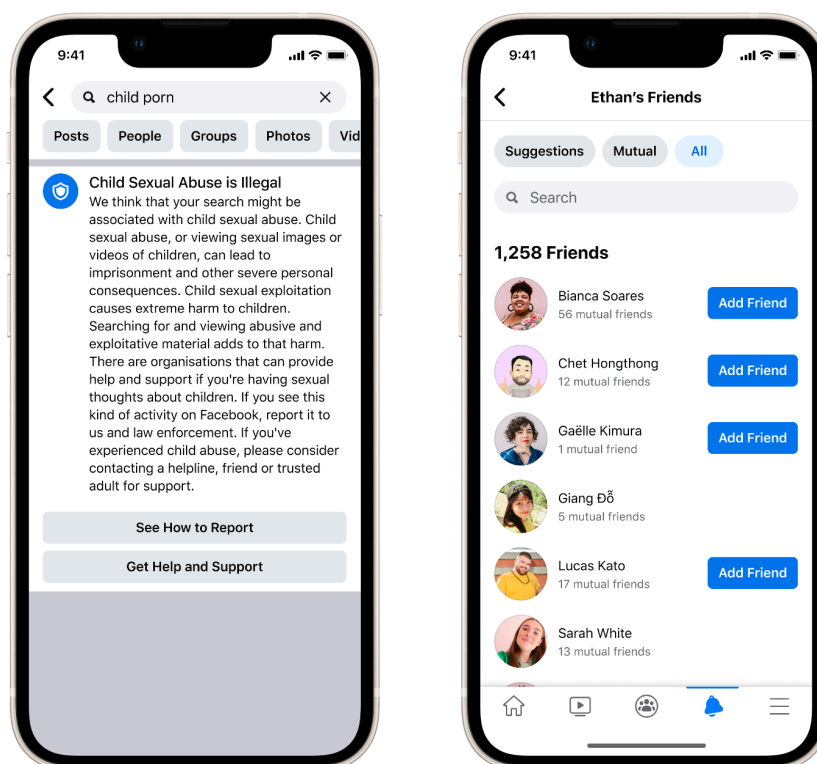 9:41
child porn
Posts People Groups Photos Vid
Child Sexual Abuse is Illegal
We think that your search might be
associated with child sexual abuse. Child
sexual abuse, or viewing sexual images or
videos of children, can lead to
imprisonment and other severe personal
consequences. Child sexual exploitation
causes extreme harm to children.
Searching for and viewing abusive and
exploitative material adds to that harm.
There are organisations that can provide
help and support if you're having sexual
thoughts about children. If you see this
kind of activity on Facebook, report it to
us and law enforcement. If you've
experienced child abuse, please consider
contacting a helpline, friend or trusted
adult for support.
See How to Report
Get Help and Support
9:41
Ethan's Friends
Suggestions Mutual All
Search
1,258 Friends
Bianca Soares
56 mutual friends
Add Friend
Chet Hongthong
12 mutual friends
Add Friend
Gaëlle Kimura
1 mutual friend
Add Friend
Giang Đỗ
5 mutual friends
Lucas Kato
17 mutual friends
Add Friend
Sarah White
13 mutual friends